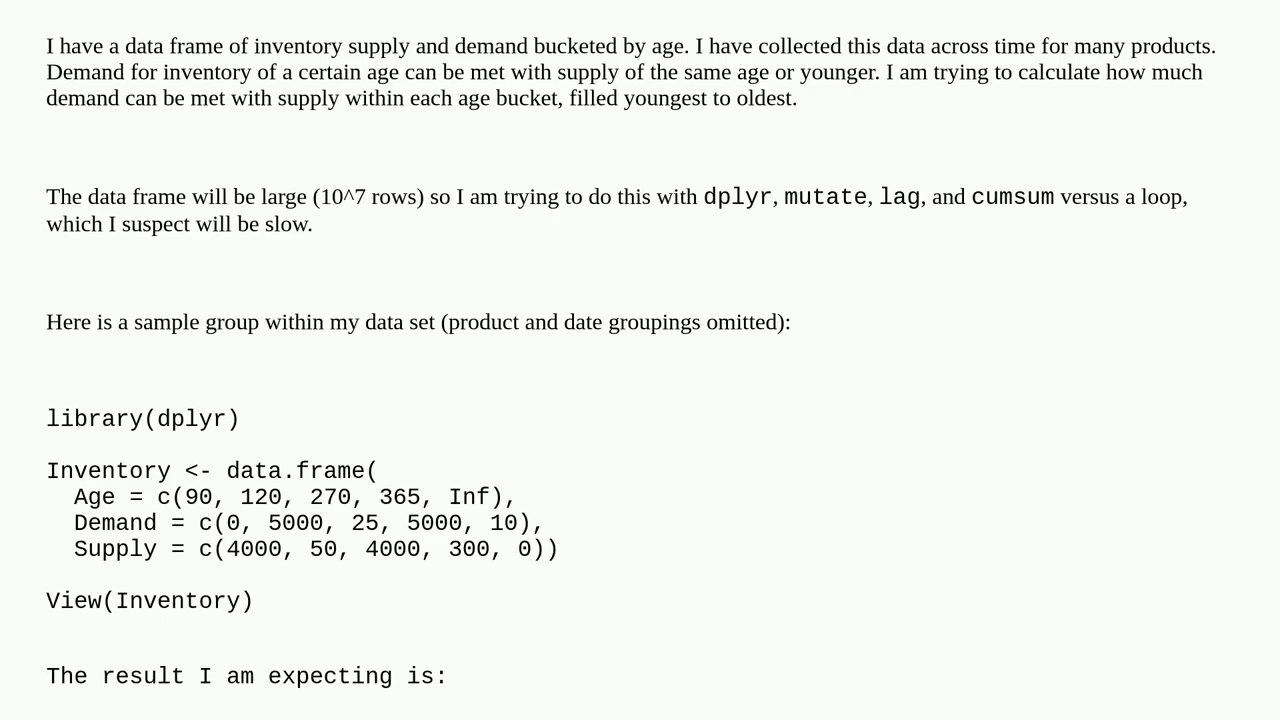 I have a data frame of inventory supply and demand bucketed by age. I have collected this data across time for many products.
Demand for inventory of a certain age can be met with supply of the same age or younger. I am trying to calculate how much
demand can be met with supply within each age bucket, filled youngest to oldest.
The data frame will be large (10^7 rows) so I am trying to do this with dplyr, mutate, lag, and cumsum versus a loop,
which I suspect will be slow.
Here is a sample group within my data set (product and date groupings omitted):
library(dplyr)
Inventory <- data.frame(
  Age = c(90, 120, 270, 365, Inf),
  Demand = c(0, 5000, 25, 5000, 10),
  Supply = c(4000, 50, 4000, 300, 0))
View(Inventory)
The result I am expecting is: